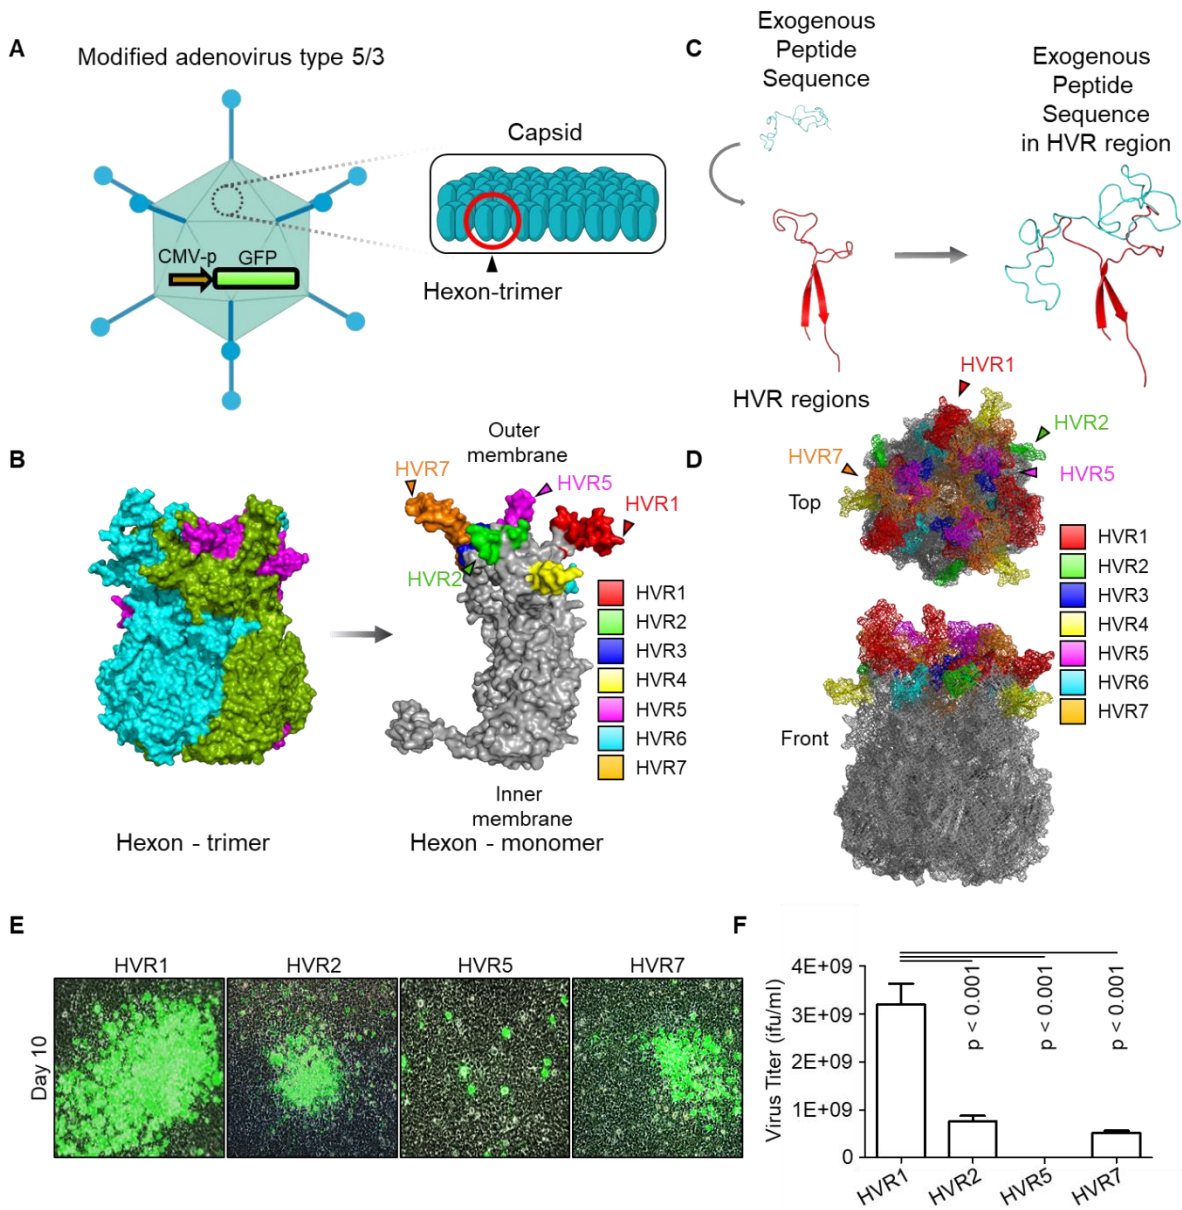 A
Modified adenovirus type 5/3
CMV-p
GFP
Capsid
Hexon-trimer
C
Exogenous
Peptide
Sequence
Exogenous
Peptide
Sequence
in HVR region
B
Outer
membrane
HVR7
HVR5
HVR1
HVR2
HVR1
HVR2
HVR3
HVR4
HVR5
HVR6
HVR7
Inner
membrane
Hexon - trimer
Hexon - monomer
D
HVR regions
HVR1
HVR2
HVR7
HVR5
Top
HVR1
HVR2
HVR3
HVR4
HVR5
HVR6
HVR7
Front
E
HVR1
HVR2
HVR5
HVR7
Day 10
F
Virus Titer (ifu/ml)
4E+09
3E+09
2E+09
1E+09
0
p < 0.001
p < 0.001
p < 0.001
HVR1
HVR2
HVR5
HVR7